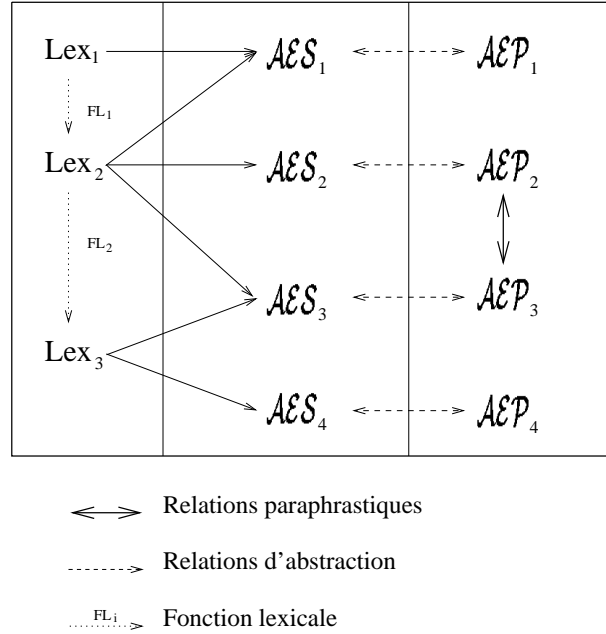 Lex₁ 𝒜ℰ𝒮₁ 𝒜ℰ𝒫₁
FL₁
Lex₂ 𝒜ℰ𝒮₂ 𝒜ℰ𝒫₂
FL₂
𝒜ℰ𝒮₃ 𝒜ℰ𝒫₃
Lex₃
𝒜ℰ𝒮₄ 𝒜ℰ𝒫₄
Relations paraphrastiques
Relations d'abstraction
FLᵢ
Fonction lexicale